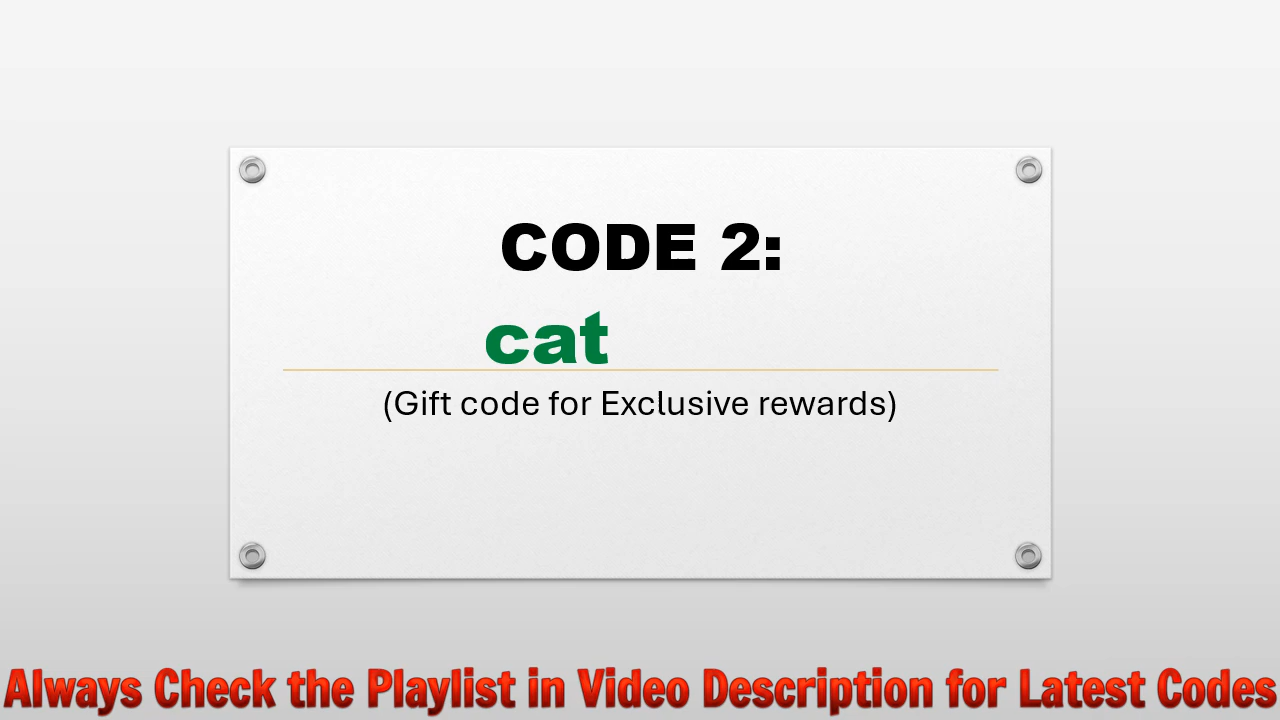 CODE 2:
cat
(Gift code for Exclusive rewards)
Always Check the Playlist in Video Description for Latest Codes